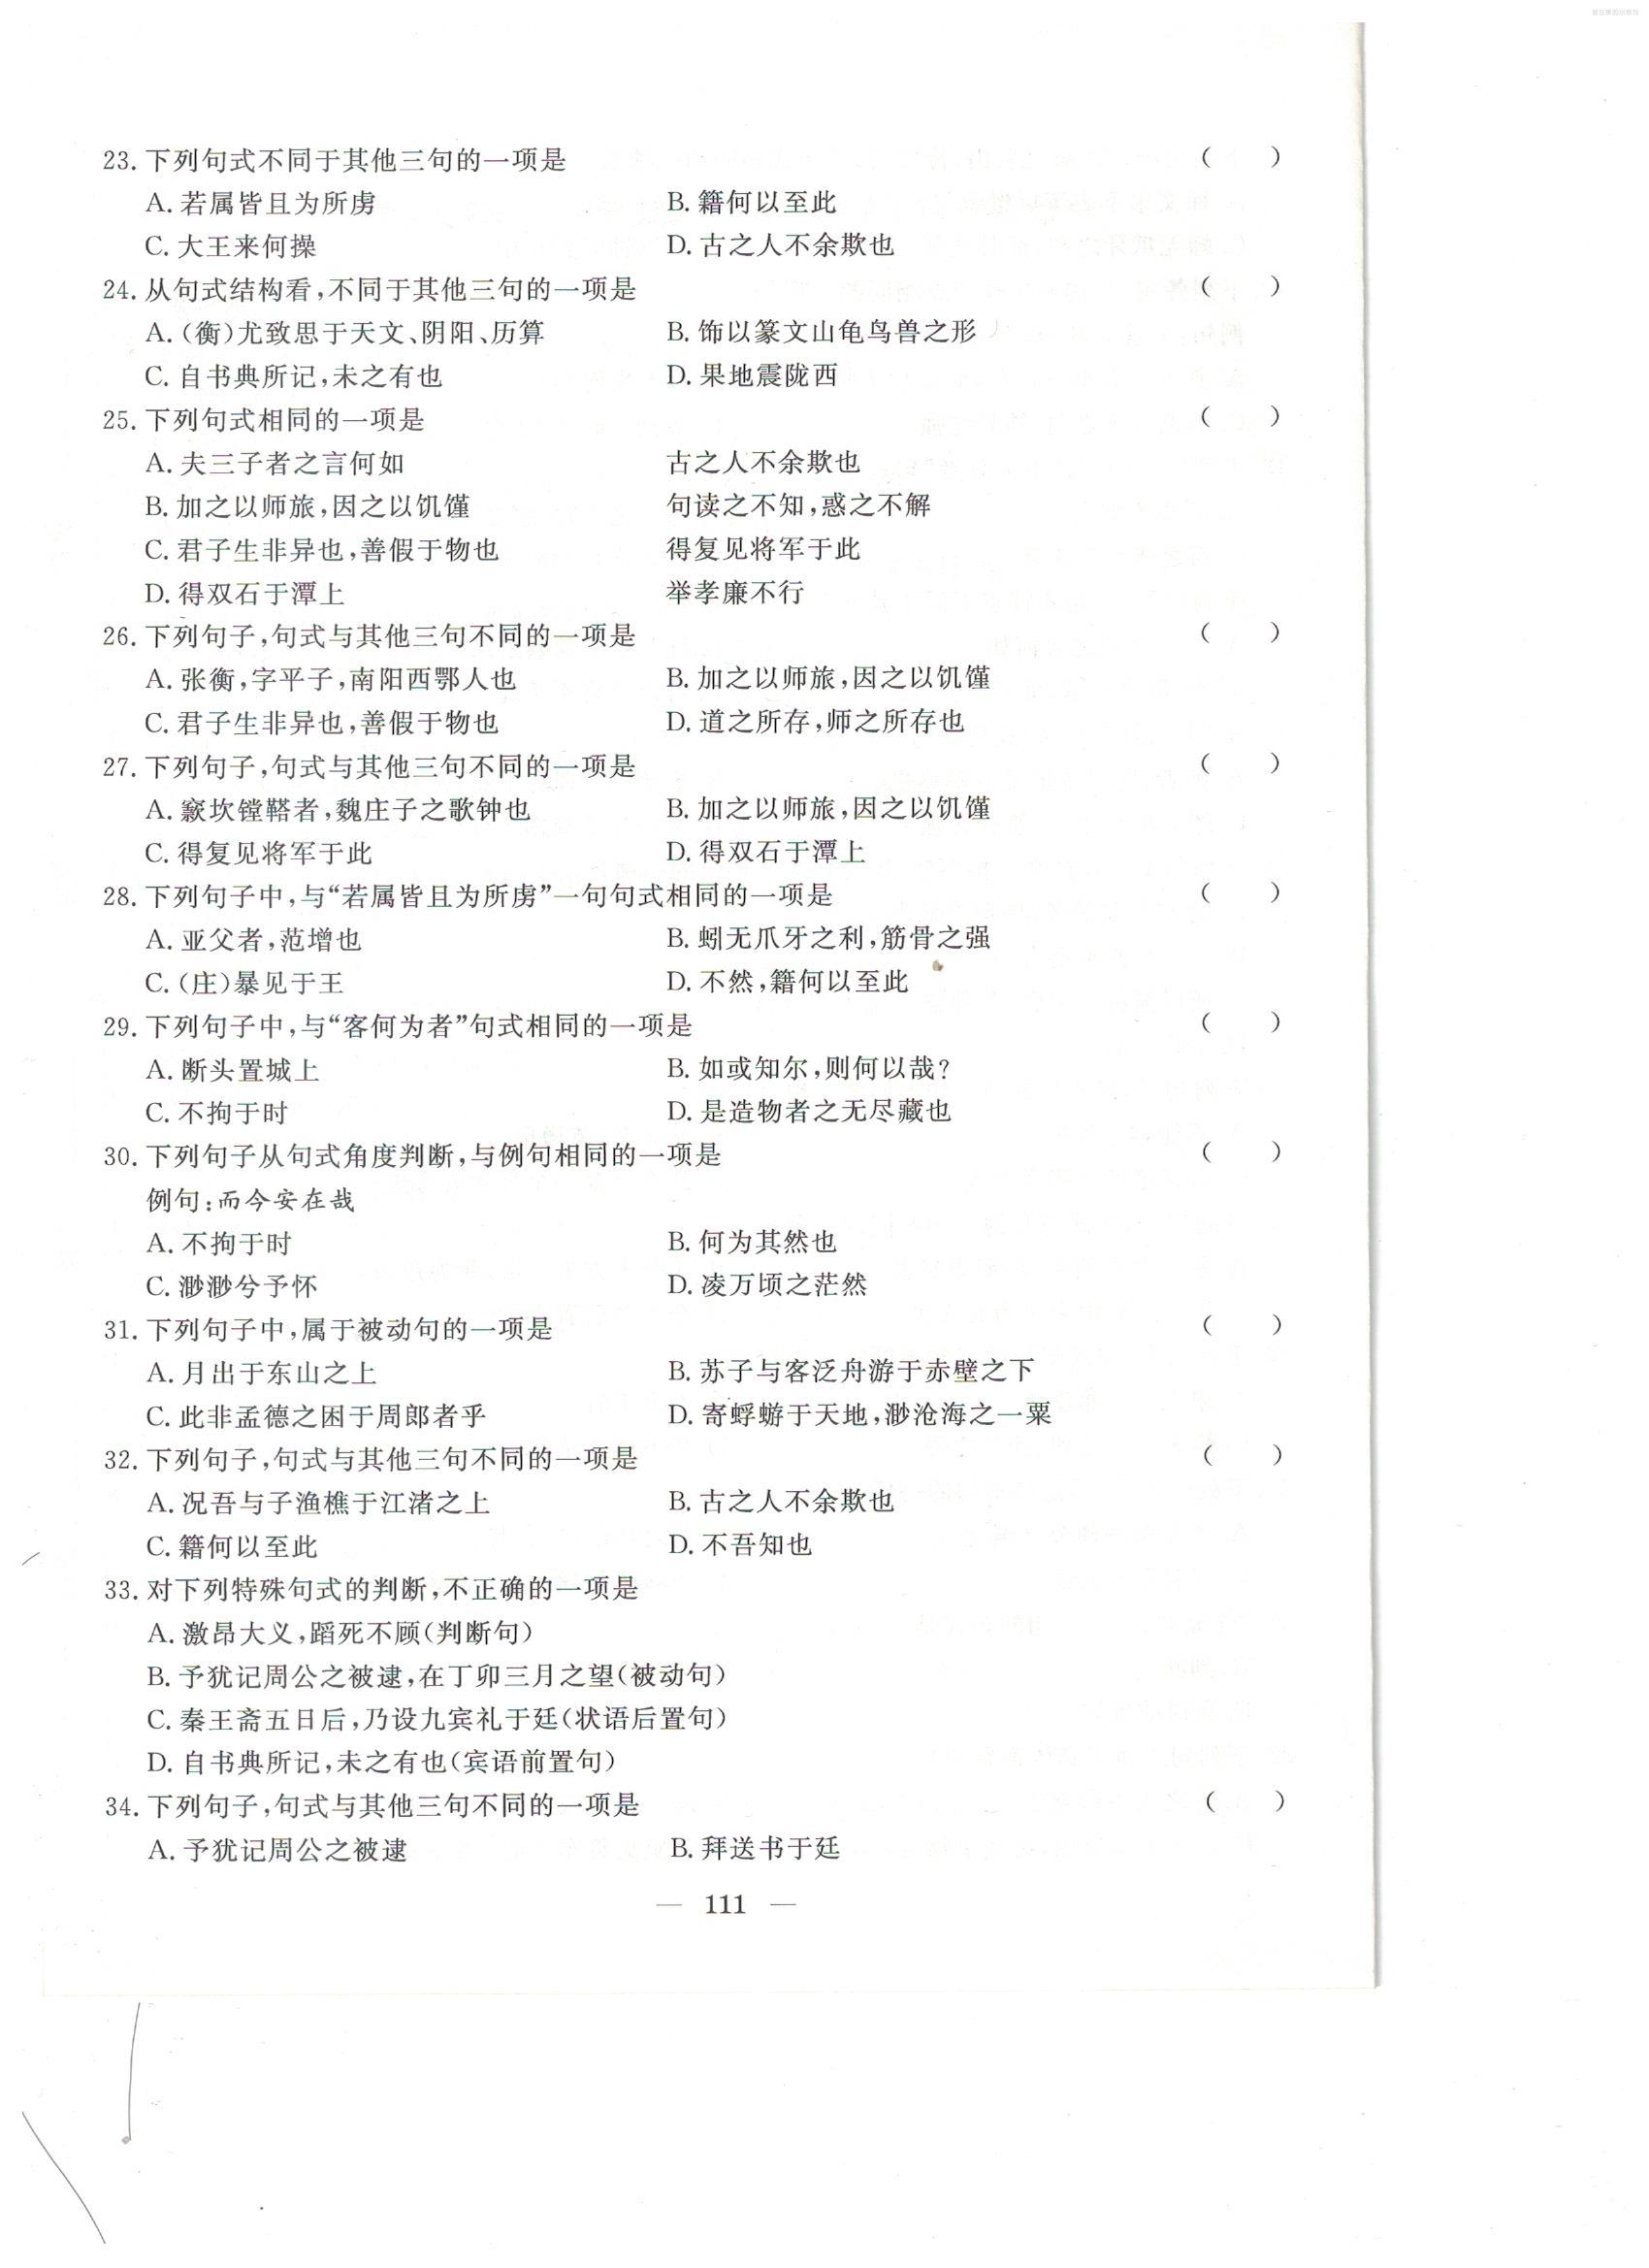 23. 下列句式不同于其他三句的一项是 ( )
A. 若属皆且为所虏 B. 籍何以至此
C. 大王来何操 D. 古之人不余欺也
24. 从句式结构看,不同于其他三句的一项是 ( )
A. (衡)尤致思于天文、阴阳、历算 B. 饰以篆文山龟鸟兽之形
C. 自书典所记,未之有也 D. 果地震陇西
25. 下列句式相同的一项是 ( )
A. 夫三子者之言何如 古之人不余欺也
B. 加之以师旅,因之以饥馑 句读之不知,惑之不解
C. 君子生非异也,善假于物也 得复见将军于此
D. 得双石于潭上 举孝廉不行
26. 下列句子,句式与其他三句不同的一项是 ( )
A. 张衡,字平子,南阳西鄂人也 B. 加之以师旅,因之以饥馑
C. 君子生非异也,善假于物也 D. 道之所存,师之所存也
27. 下列句子,句式与其他三句不同的一项是 ( )
A. 窾坎镗鞳者,魏庄子之歌钟也 B. 加之以师旅,因之以饥馑
C. 得复见将军于此 D. 得双石于潭上
28. 下列句子中,与“若属皆且为所虏”一句句式相同的一项是 ( )
A. 亚父者,范增也 B. 蚓无爪牙之利,筋骨之强
C. (庄)暴见于王 D. 不然,籍何以至此
29. 下列句子中,与“客何为者”句式相同的一项是 ( )
A. 断头置城上 B. 如或知尔,则何以哉?
C. 不拘于时 D. 是造物者之无尽藏也
30. 下列句子从句式角度判断,与例句相同的一项是 ( )
例句:而今安在哉
A. 不拘于时 B. 何为其然也
C. 渺渺兮予怀 D. 凌万顷之茫然
31. 下列句子中,属于被动句的一项是 ( )
A. 月出于东山之上 B. 苏子与客泛舟游于赤壁之下
C. 此非孟德之困于周郎者乎 D. 寄蜉蝣于天地,渺沧海之一粟
32. 下列句子,句式与其他三句不同的一项是 ( )
A. 况吾与子渔樵于江渚之上 B. 古之人不余欺也
C. 籍何以至此 D. 不吾知也
33. 对下列特殊句式的判断,不正确的一项是
A. 激昂大义,蹈死不顾(判断句)
B. 予犹记周公之被逮,在丁卯三月之望(被动句)
C. 秦王斋五日后,乃设九宾礼于廷(状语后置句)
D. 自书典所记,未之有也(宾语前置句)
34. 下列句子,句式与其他三句不同的一项是 ( )
A. 予犹记周公之被逮 B. 拜送书于廷
— 111 —